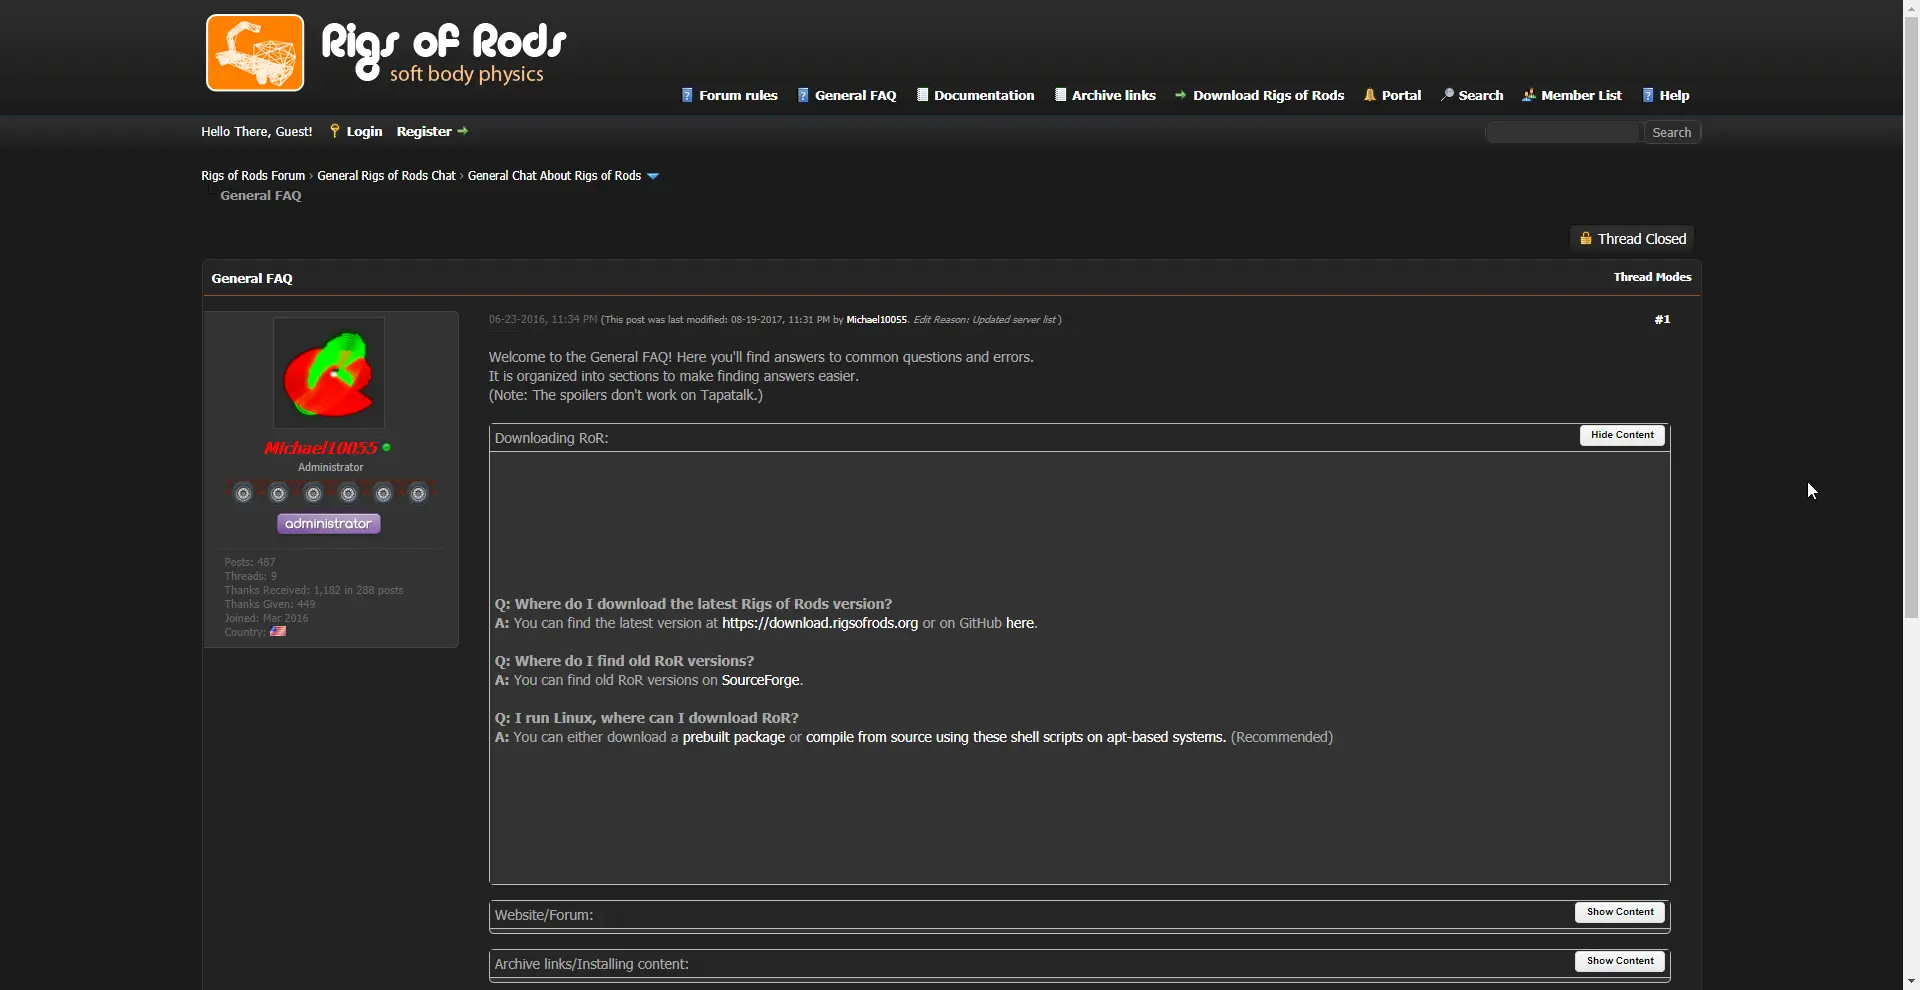 Rigs of Rods
soft body physics
Forum rules General FAQ Documentation Archive links Download Rigs of Rods Portal Search Member List Help
Hello There, Guest! Login Register
Search
Rigs of Rods Forum › General Rigs of Rods Chat › General Chat About Rigs of Rods
General FAQ
Thread Closed
General FAQ
Thread Modes
Michael10055
Administrator
administrator
Posts: 487
Threads: 9
Thanks Received: 1,182 in 288 posts
Thanks Given: 449
Joined: Mar 2016
Country:
06-23-2016, 11:34 PM (This post was last modified: 08-19-2017, 11:31 PM by Michael10055. Edit Reason: Updated server list )
#1
Welcome to the General FAQ! Here you'll find answers to common questions and errors.
It is organized into sections to make finding answers easier.
(Note: The spoilers don't work on Tapatalk.)
Downloading RoR:
Hide Content
Q: Where do I download the latest Rigs of Rods version?
A: You can find the latest version at https://download.rigsofrods.org or on GitHub here.
Q: Where do I find old RoR versions?
A: You can find old RoR versions on SourceForge.
Q: I run Linux, where can I download RoR?
A: You can either download a prebuilt package or compile from source using these shell scripts on apt-based systems. (Recommended)
Website/Forum:
Show Content
Archive links/Installing content:
Show Content